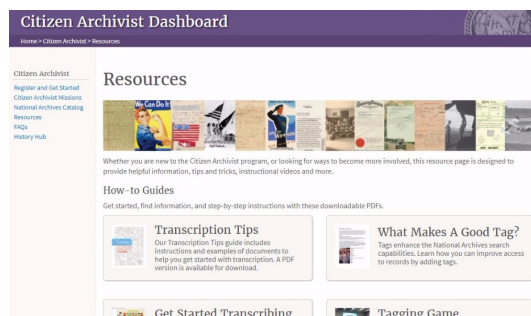 Citizen Archivist Dashboard
Home > Citizen Archivist > Resources
Citizen Archivist
Register and Get Started
Citizen Archivist Missions
National Archives Catalog
Resources
FAQs
History Hub
Resources
We Can Do It!
Whether you are new to the Citizen Archivist program, or looking for ways to become more involved, this resource page is designed to
provide helpful information, tips and tricks, instructional videos and more.
How-to Guides
Get started, find information, and step-by-step instructions with these downloadable PDFs.
Transcription Tips
Our Transcription Tips guide includes
instructions and examples of documents to
help you get started with transcription. A PDF
version is available for download.
What Makes A Good Tag?
Tags enhance the National Archives search
capabilities. Learn how you can improve access
to records by adding tags.
Get Started Transcribing
Tagging Game